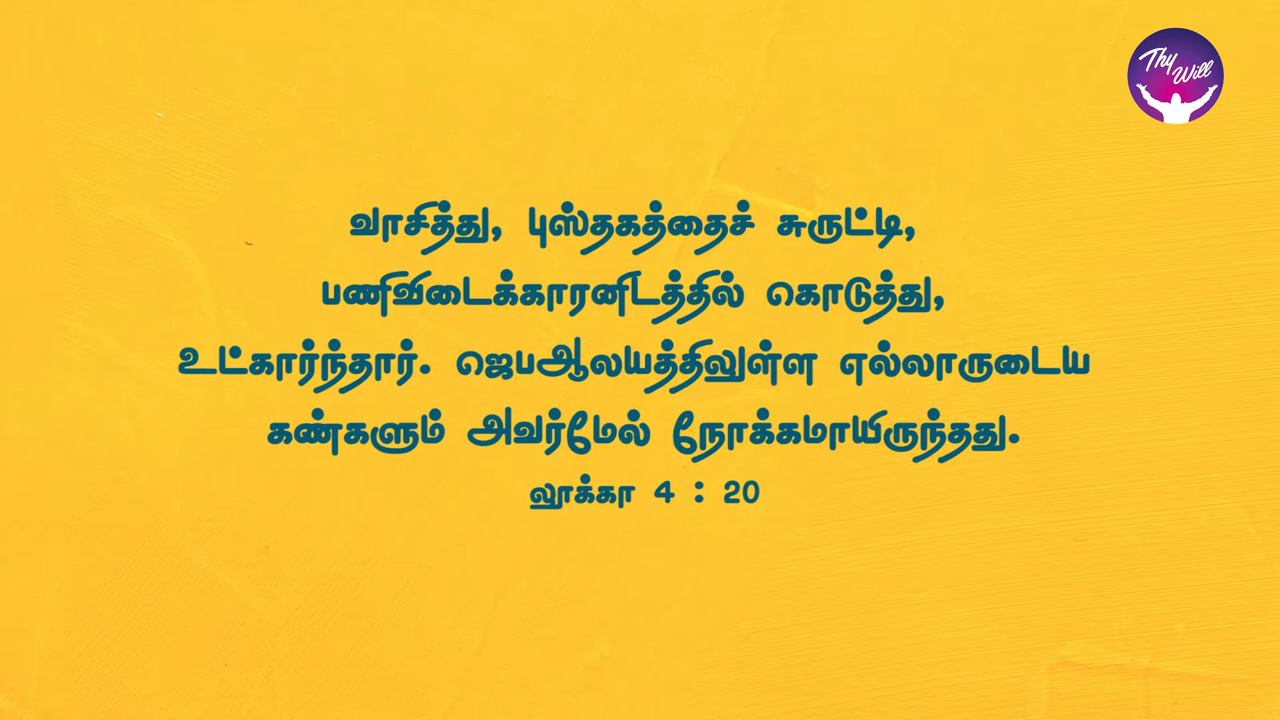 Thy
Will
வாசித்து, புஸ்தகத்தைச் சுருட்டி,
பணிவிடைக்காரனிடத்தில் கொடுத்து,
உட்கார்ந்தார். ஜெபஆலயத்திலுள்ள எல்லாருடைய
கண்களும் அவர்மேல் நோக்கமாயிருந்தது.
லூக்கா 4 : 20